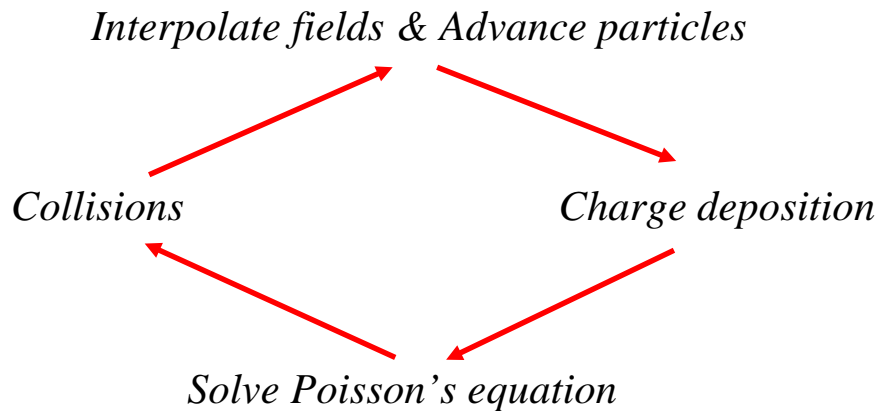 Interpolate fields & Advance particles
Collisions
Charge deposition
Solve Poisson’s equation